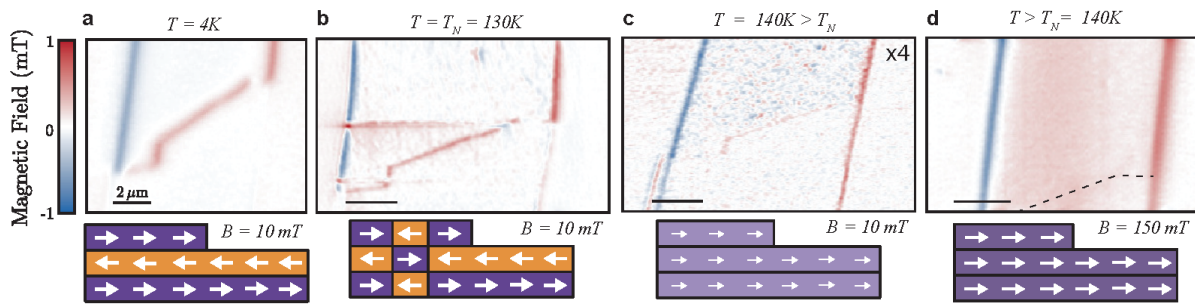 a T = 4K
b T = T_N = 130K
c T = 140K > T_N
d T > T_N = 140K
Magnetic Field (mT)
1
0
-1
2 μm
x4
B = 10 mT
B = 10 mT
B = 10 mT
B = 150 mT